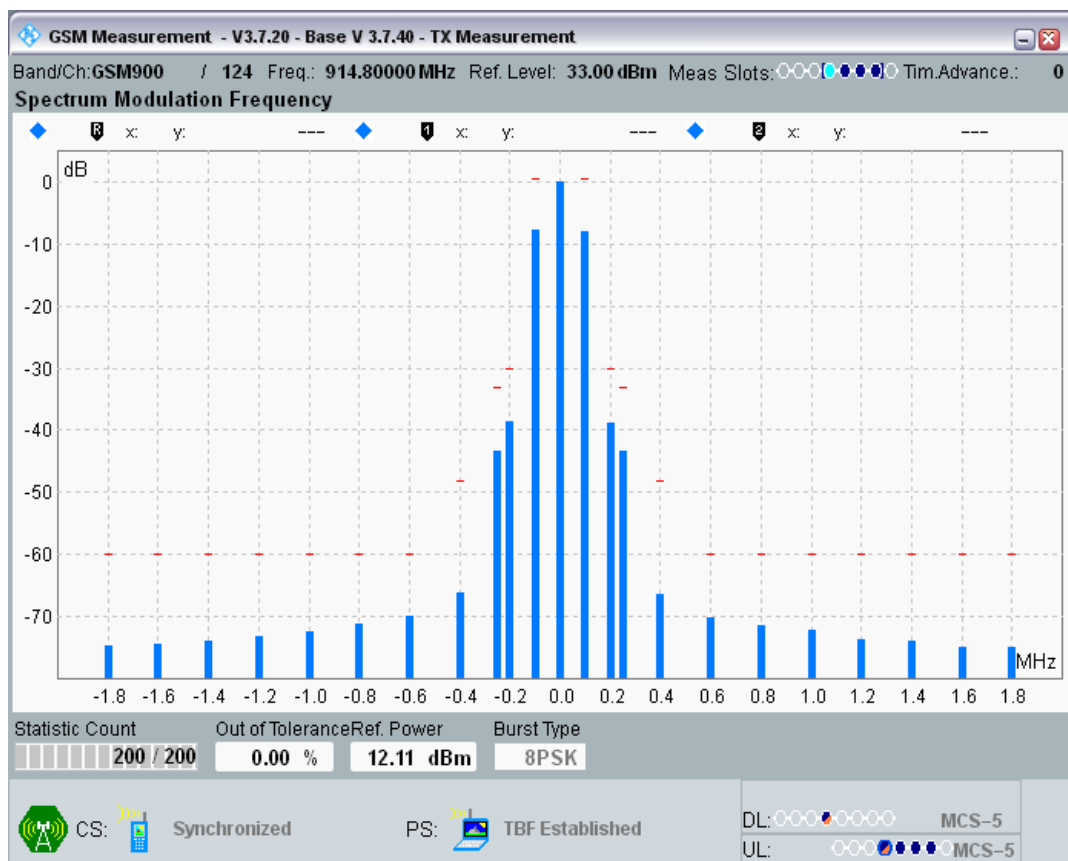 GSM Measurement - V3.7.20 - Base V 3.7.40 - TX Measurement
Band/Ch:GSM900 / 124 Freq.: 914.80000 MHz Ref. Level: 33.00 dBm Meas Slots: Tim.Advance.: 0
Spectrum Modulation Frequency
R x: y: --- 1 x: y: --- 2 x: y: ---
dB
0
-10
-20
-30
-40
-50
-60
-70
MHz
-1.8 -1.6 -1.4 -1.2 -1.0 -0.8 -0.6 -0.4 -0.2 0.0 0.2 0.4 0.6 0.8 1.0 1.2 1.4 1.6 1.8
Statistic Count Out of Tolerance Ref. Power Burst Type
200 / 200 0.00 % 12.11 dBm 8PSK
CS: Synchronized PS: TBF Established
DL: MCS-5
UL: MCS-5